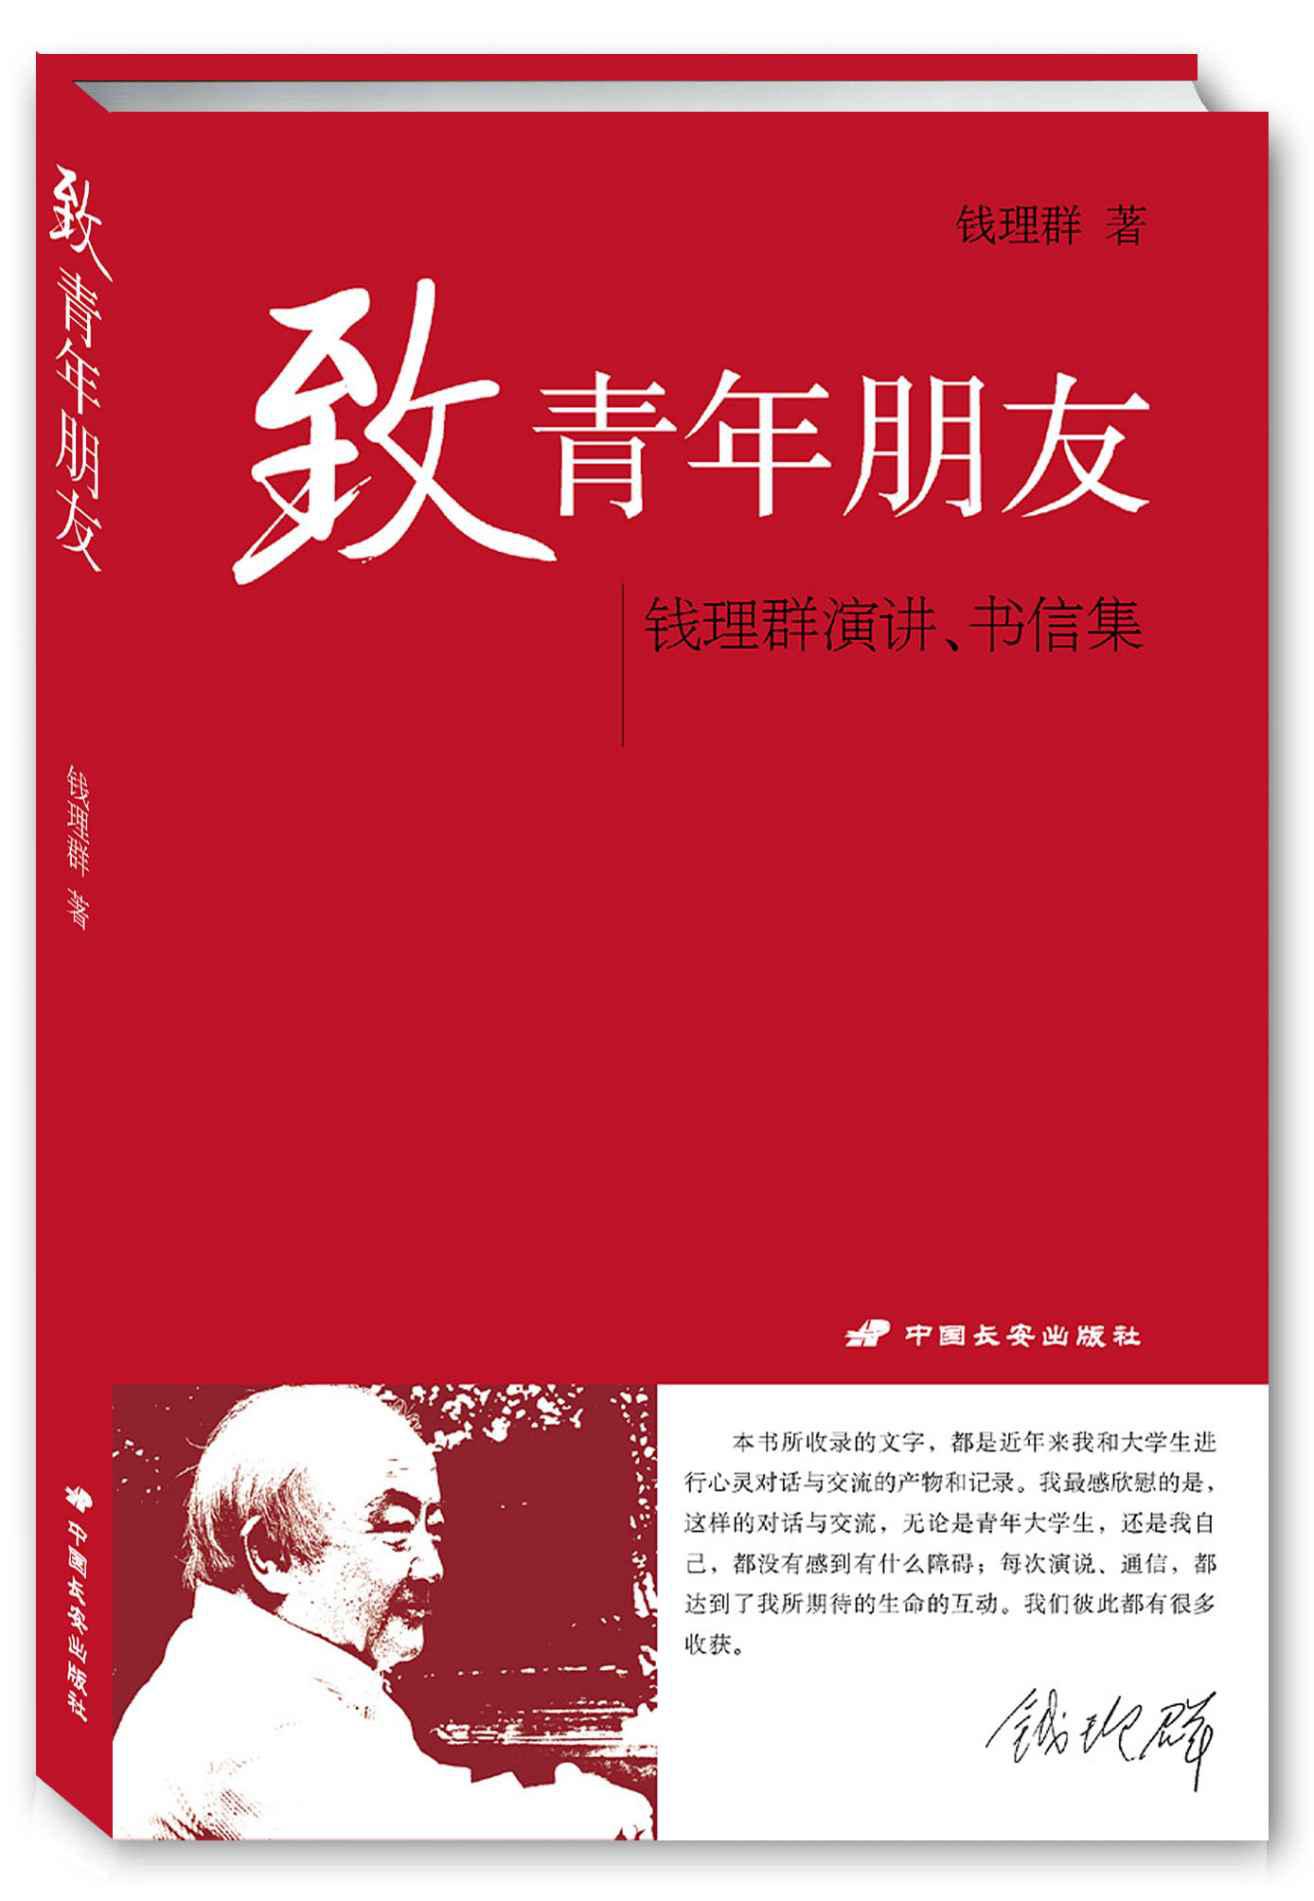 致青年朋友
钱理群 著
中国长安出版社
钱理群 著
致青年朋友
钱理群演讲、书信集
中国长安出版社
本书所收录的文字，都是近年来我和大学生进
行心灵对话与交流的产物和记录。我最感欣慰的是，
这样的对话与交流，无论是青年大学生，还是我自
己，都没有感到有什么障碍；每次演说、通信，都
达到了我所期待的生命的互动。我们彼此都有很多
收获。
钱理群